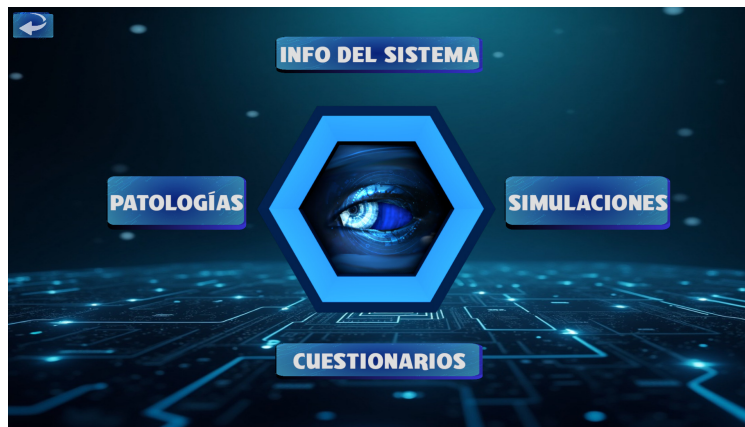 INFO DEL SISTEMA
PATOLOGÍAS
SIMULACIONES
CUESTIONARIOS